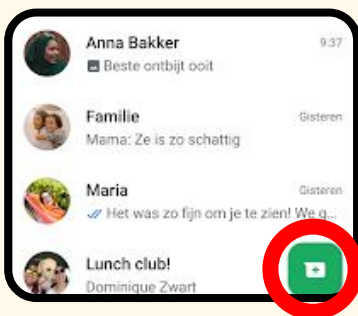 Anna Bakker 9:37
Beste ontbijt ooit
Familie Gisteren
Mama: Ze is zo schattig
Maria Gisteren
Het was zo fijn om je te zien! We g...
Lunch club!
Dominique Zwart